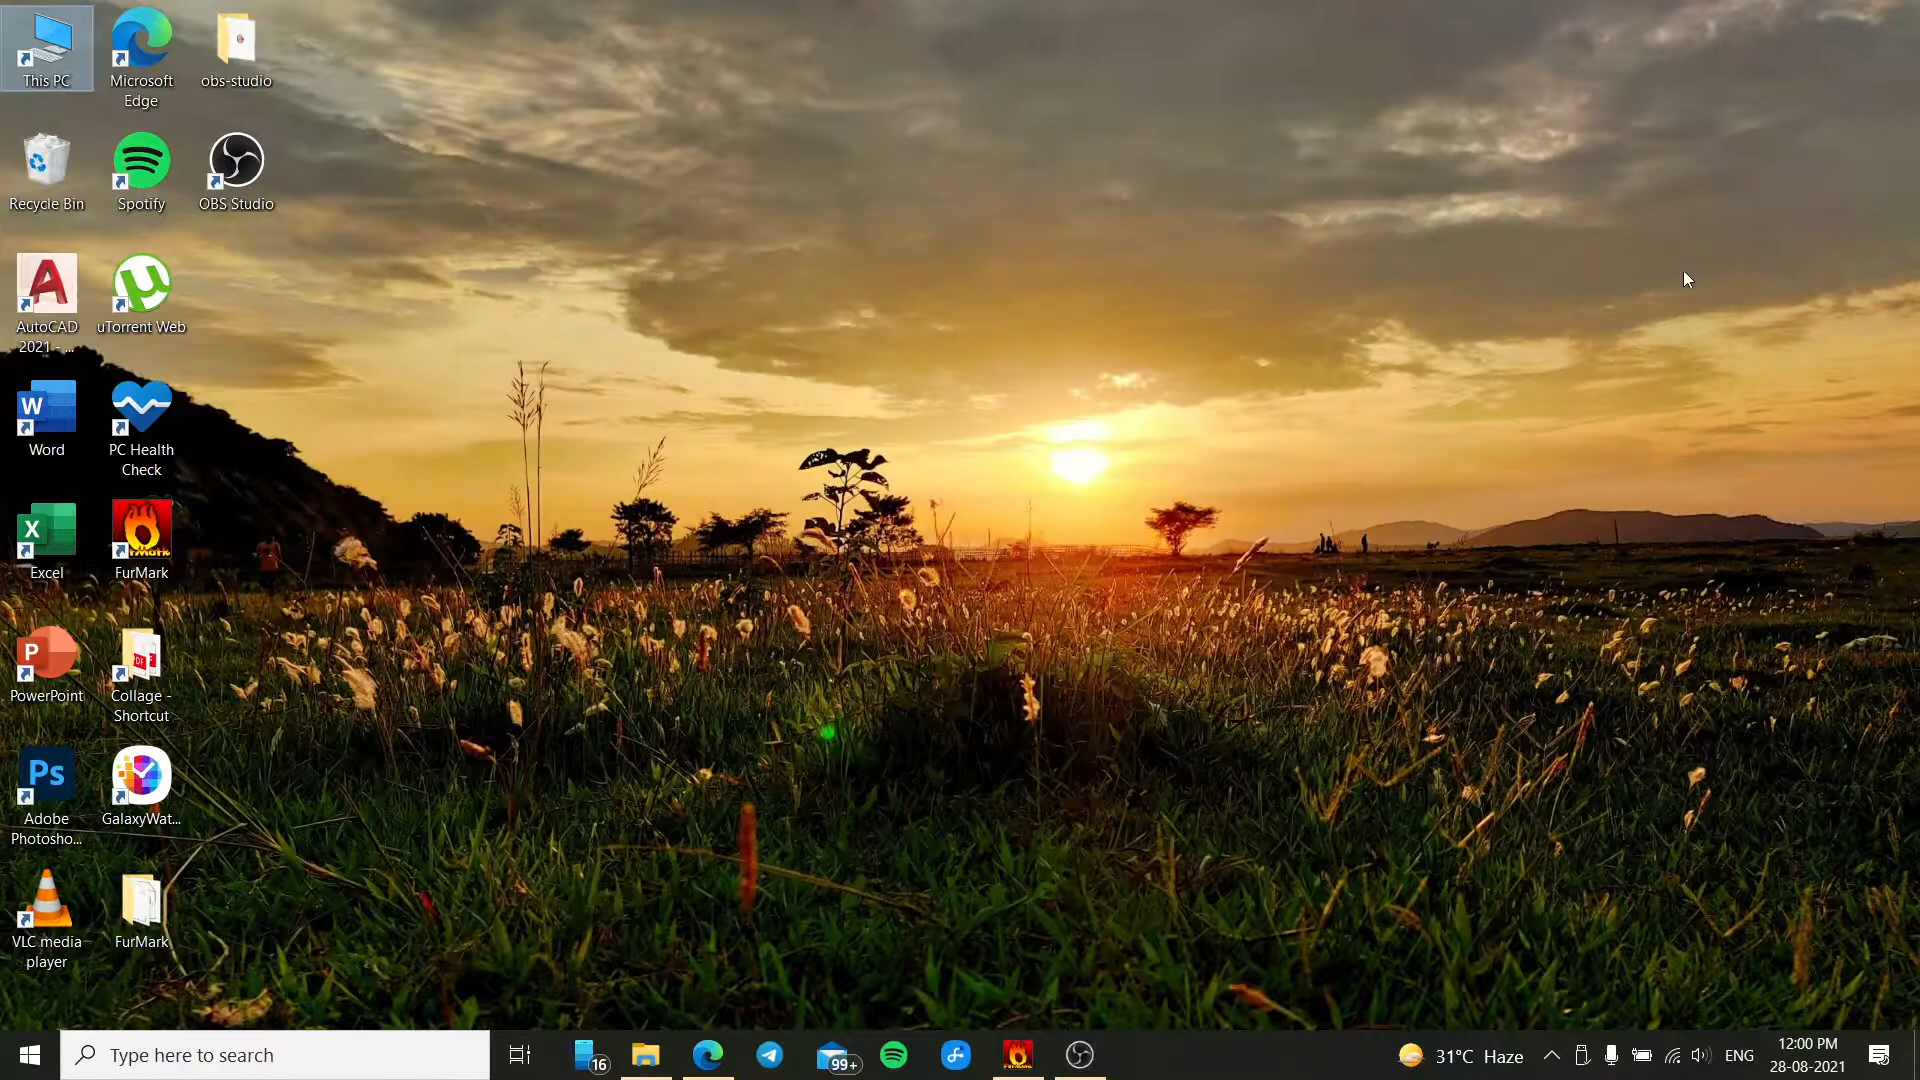 This PC
Microsoft
Edge
obs-studio
Recycle Bin
Spotify
OBS Studio
AutoCAD
2021 - ...
uTorrent Web
Word
PC Health
Check
Excel
FurMark
PowerPoint
Collage -
Shortcut
Adobe
Photosho...
GalaxyWat...
VLC media
player
FurMark
Type here to search
16
99+
31°C Haze
ENG
12:00 PM
28-08-2021